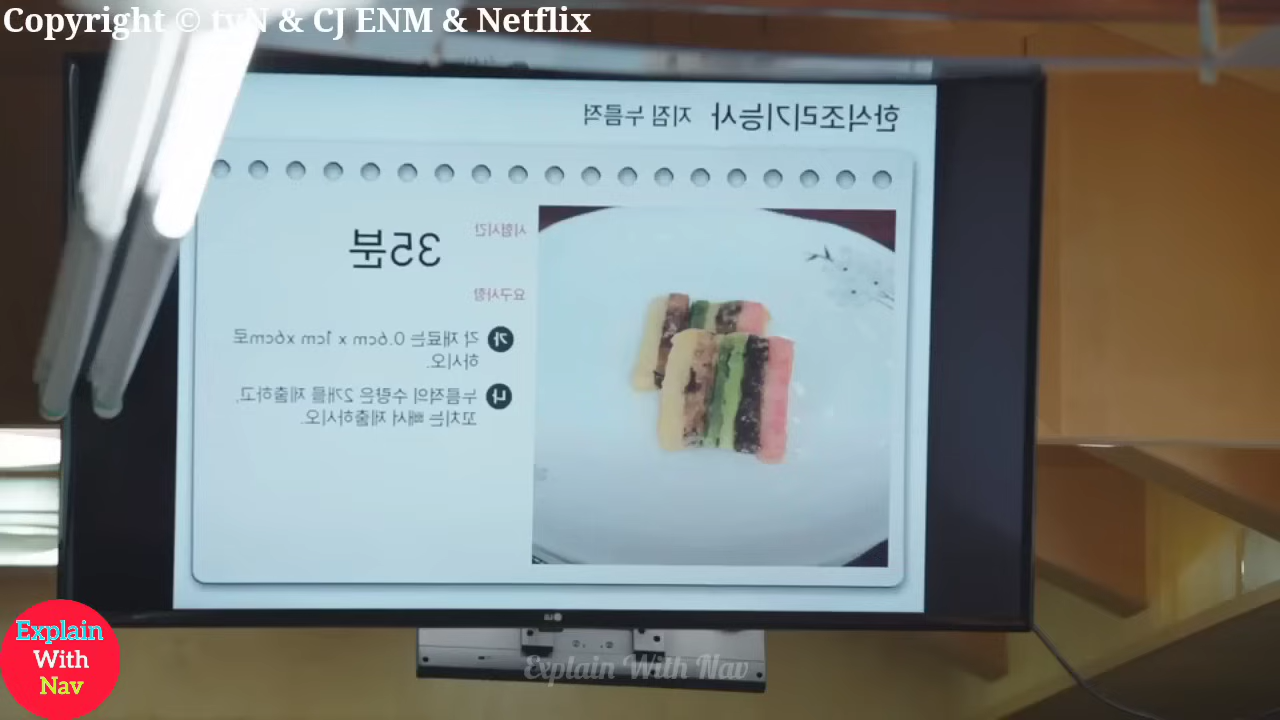 Copyright © tvN & CJ ENM & Netflix
한식조리기능사 지짐 누름적
시험시간
35분
요구사항
가 각 재료는 0.6cm x 1cm x6cm로
하시오.
나 누름적의 수량은 2개를 제출하고,
꼬치는 빼서 제출하시오.
LG
Explain With Nav
Explain
With
Nav